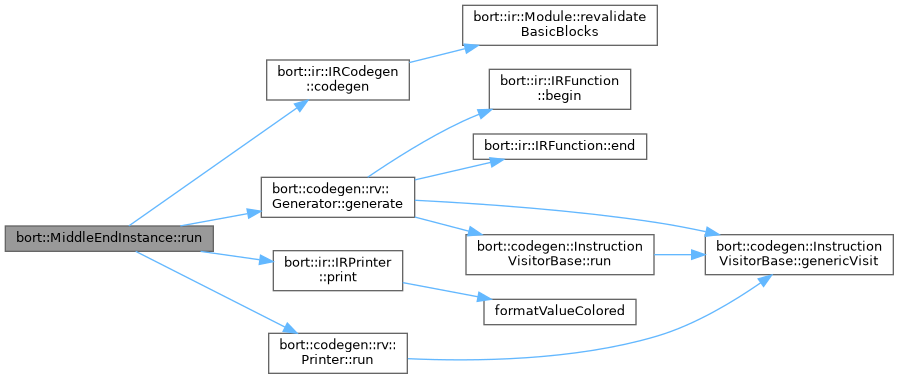 bort::MiddleEndInstance::run
bort::ir::IRCodegen
::codegen
bort::ir::Module::revalidate
BasicBlocks
bort::codegen::rv::
Generator::generate
bort::ir::IRFunction
::begin
bort::ir::IRFunction::end
bort::codegen::Instruction
VisitorBase::run
bort::codegen::Instruction
VisitorBase::genericVisit
bort::ir::IRPrinter
::print
formatValueColored
bort::codegen::rv::
Printer::run